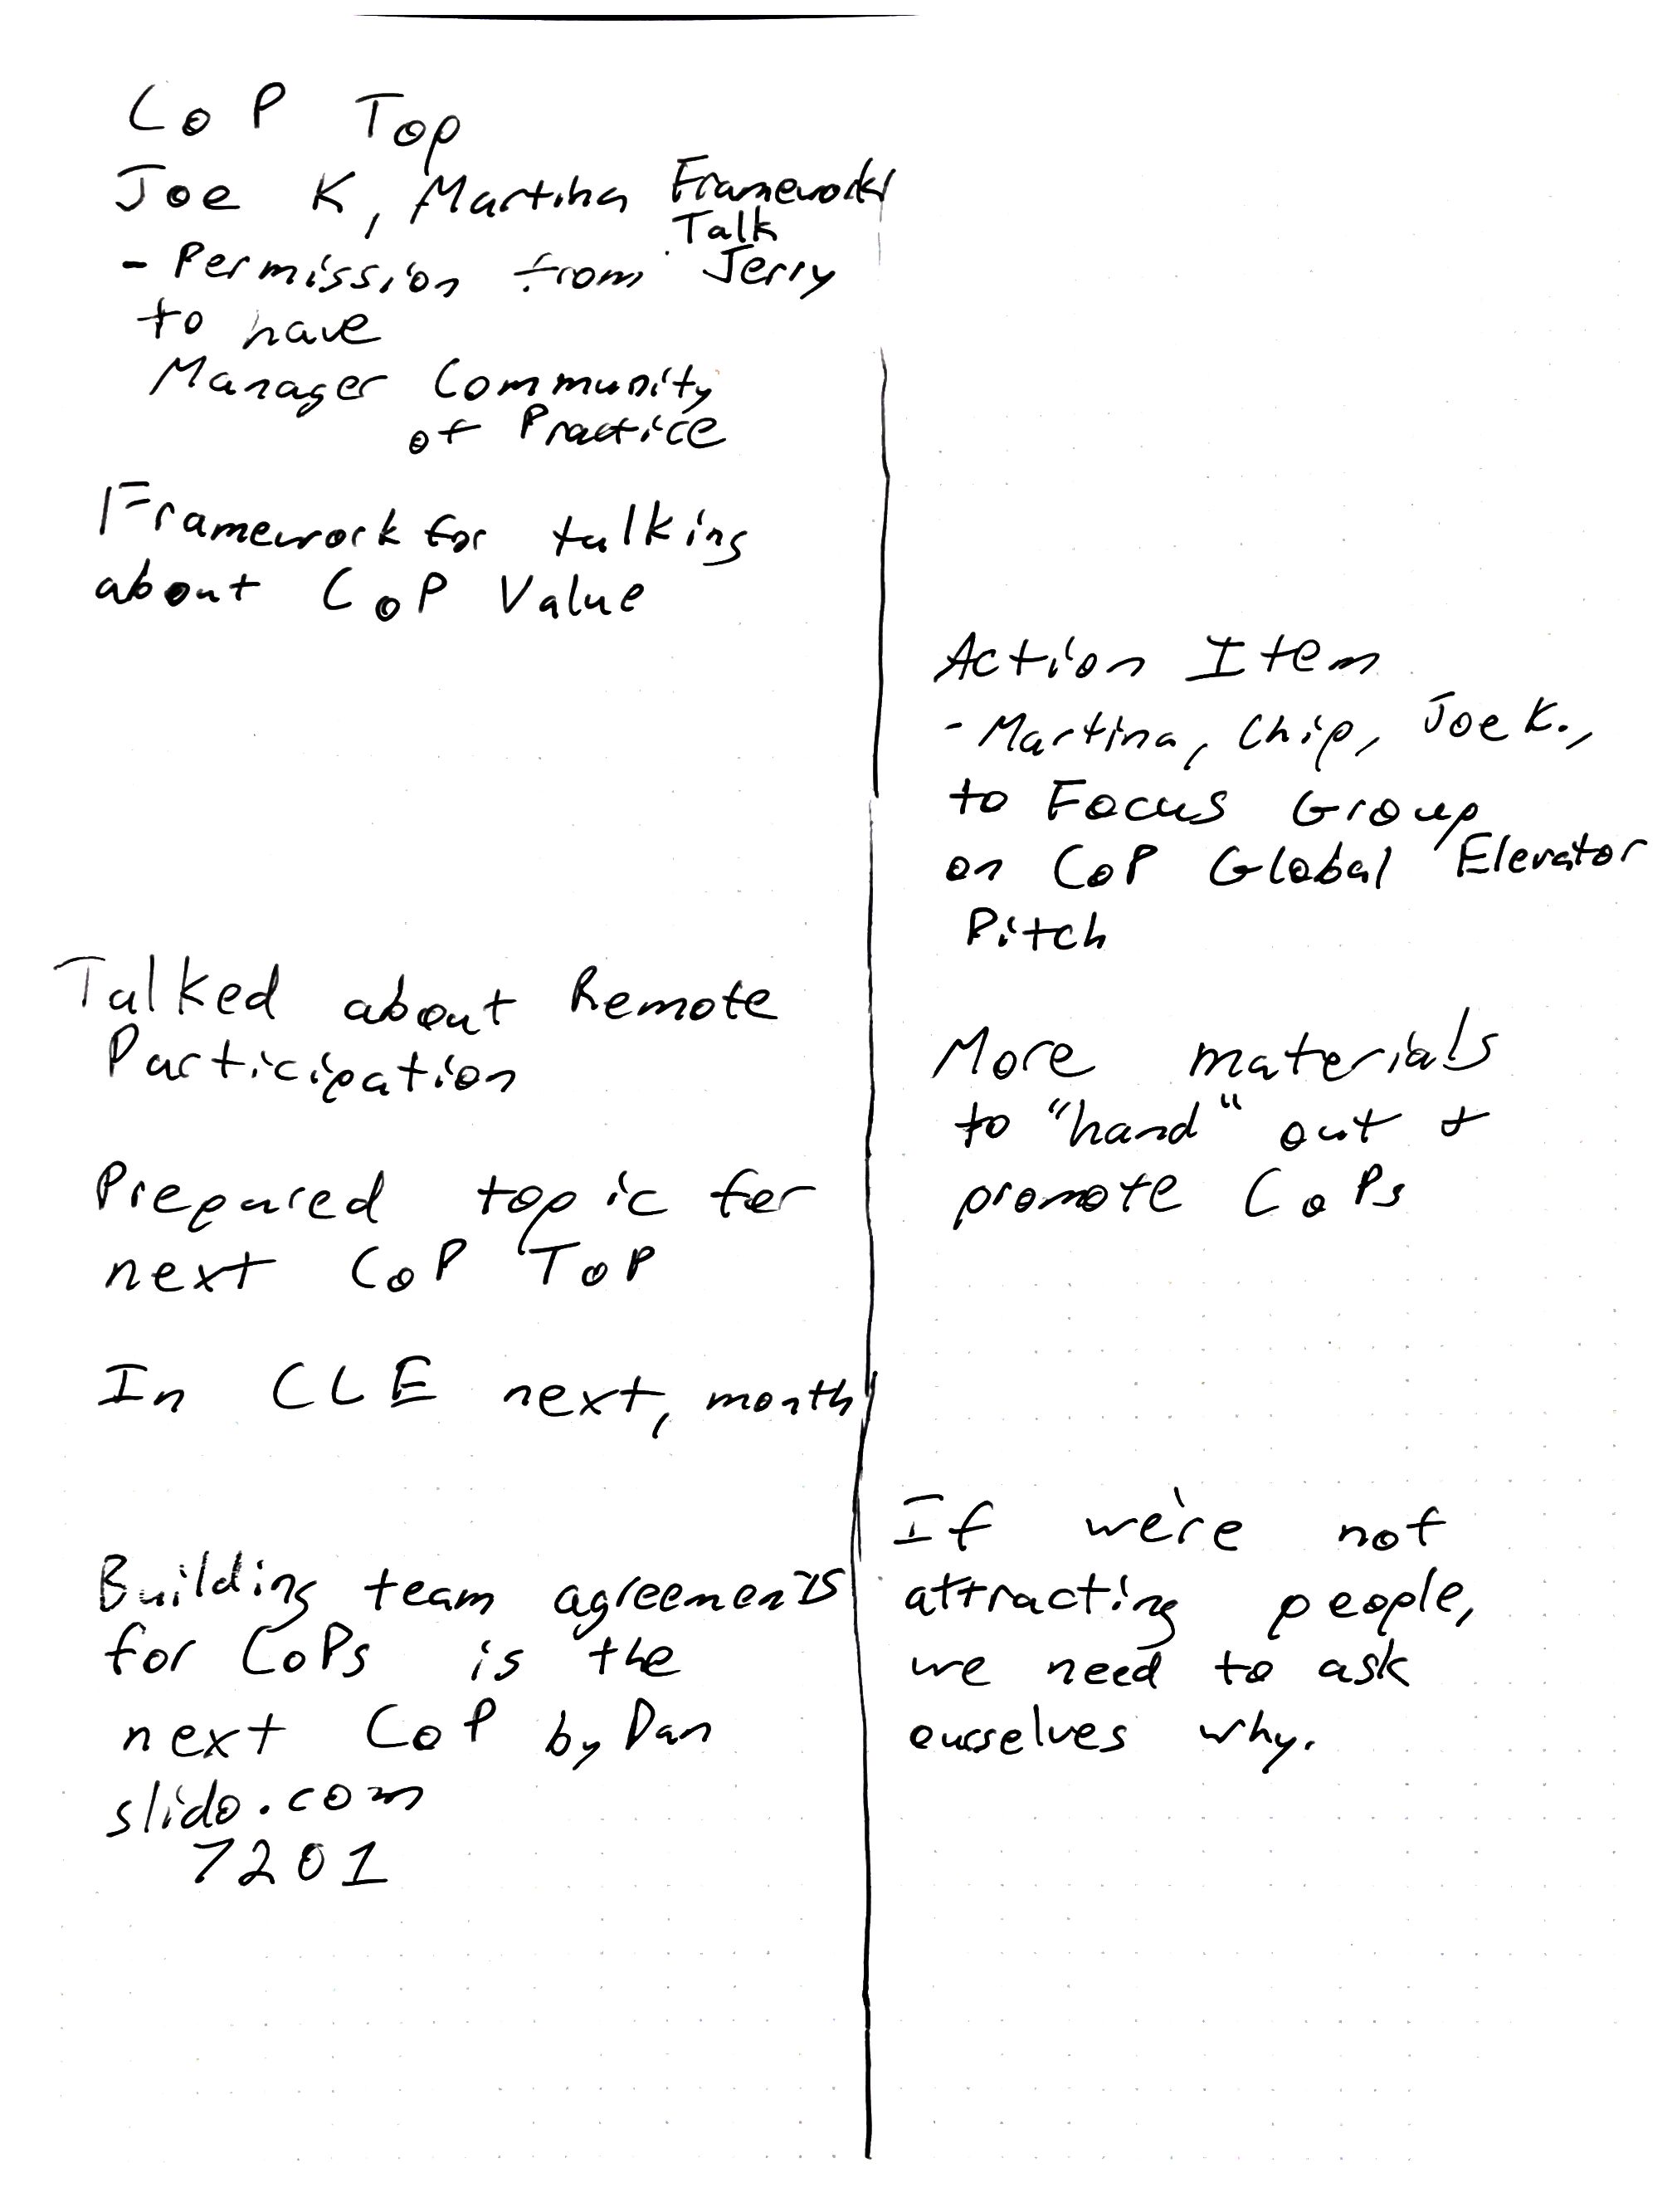 CoP Top
Joe K, Martina Framework
Talk
- Permission from Jerry
to have
Manager Community
of Practice
Framework for talking
about CoP Value
Talked about Remote
Participation
Prepared topic for
next CoP ToP
In CLE next, month
Building team agreements
for CoPs is the
next CoP by Dan
slido.com
7201
Action Item
- Martina, Chip, Joe K.,
to Focus Group
on CoP Global Elevator
Pitch
More materials
to "hand" out +
promote CoPs
If we're not
attracting people,
we need to ask
ourselves why.